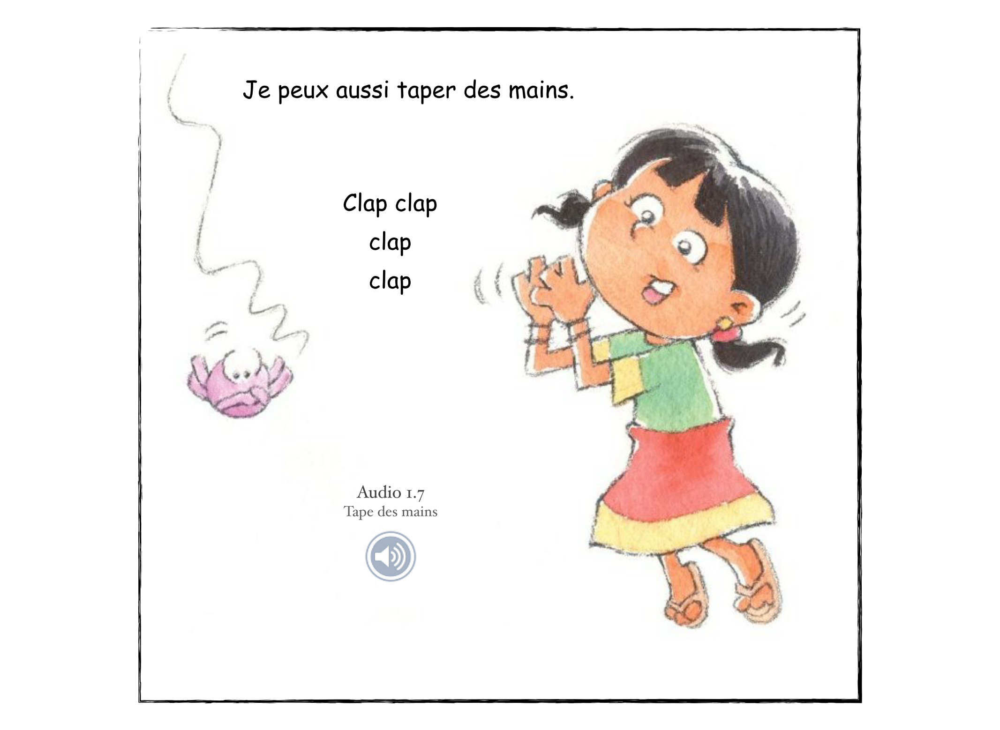 Je peux aussi taper des mains.
Clap clap
clap
clap
Audio 1.7
Tape des mains